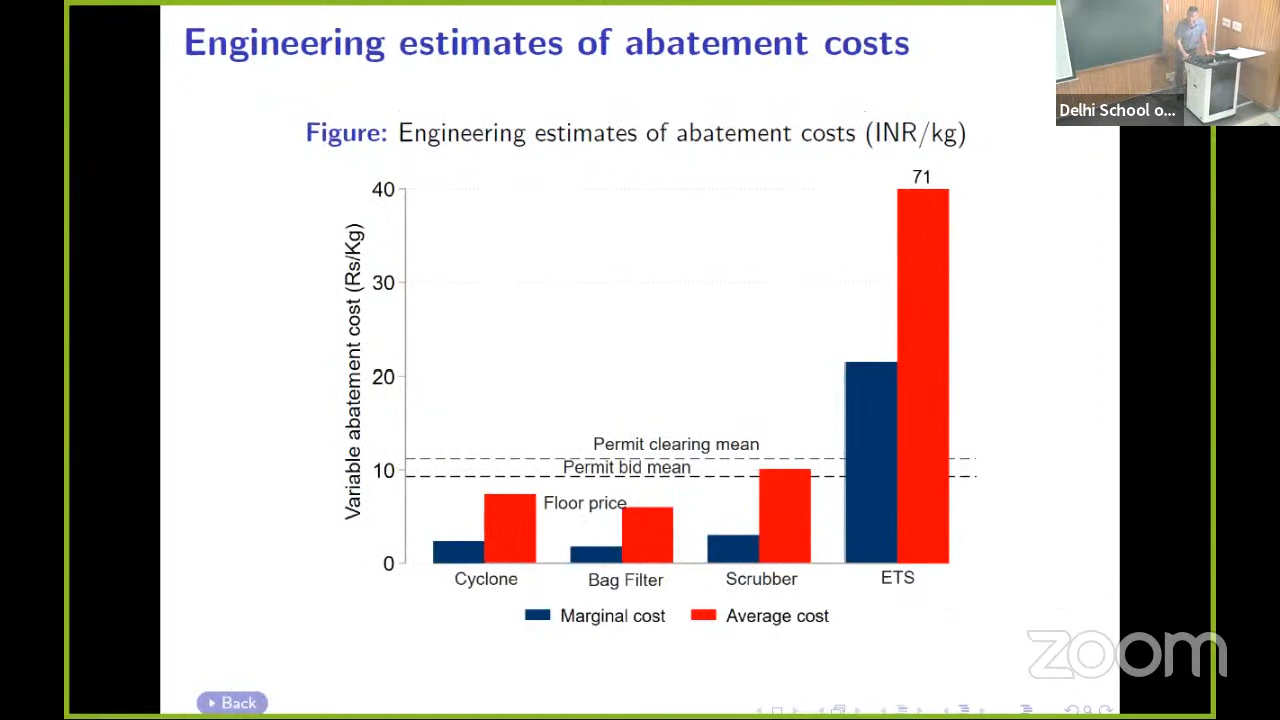 Engineering estimates of abatement costs
Delhi School o...
Figure: Engineering estimates of abatement costs (INR/kg)
71
Variable abatement cost (Rs/Kg)
40
30
20
10
0
Permit clearing mean
Permit bid mean
Floor price
Cyclone Bag Filter Scrubber ETS
Marginal cost Average cost
zoom
Back